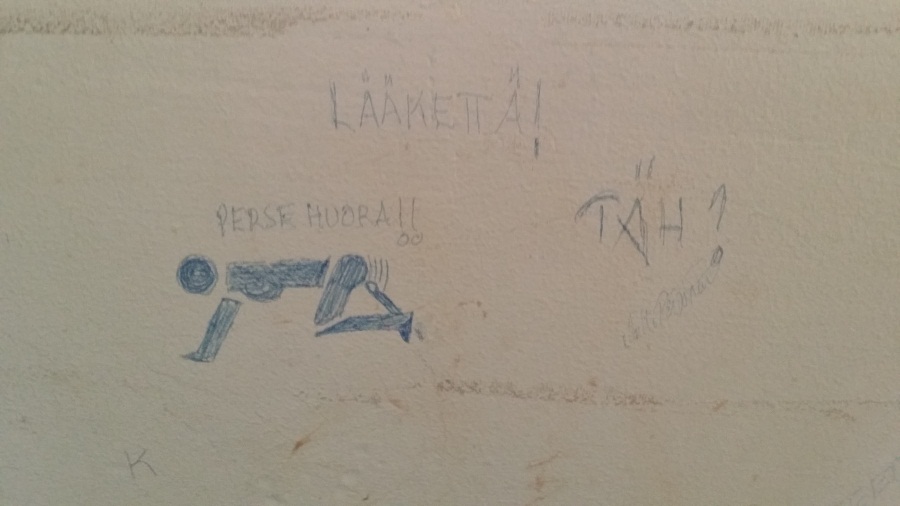 LÄÄKETTÄ!
PERSE HUORA!!
TÄH?
K